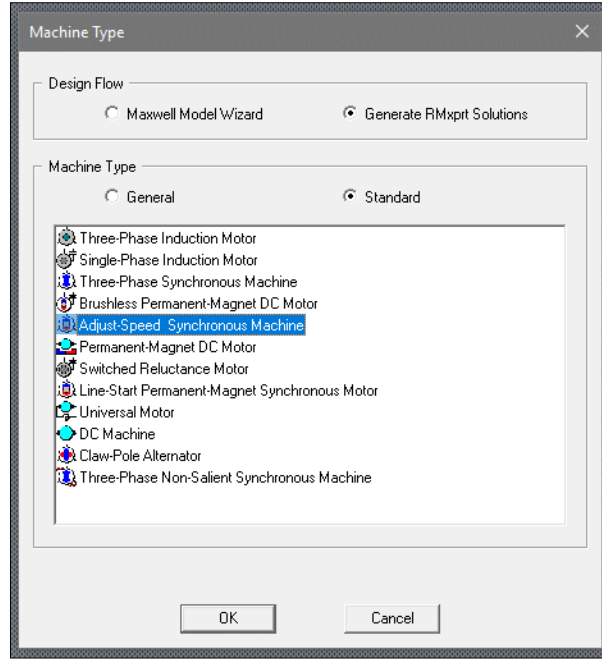 Machine Type
Design Flow
Maxwell Model Wizard
Generate RMxprt Solutions
Machine Type
General
Standard
Three-Phase Induction Motor
Single-Phase Induction Motor
Three-Phase Synchronous Machine
Brushless Permanent-Magnet DC Motor
Adjust-Speed  Synchronous Machine
Permanent-Magnet DC Motor
Switched Reluctance Motor
Line-Start Permanent-Magnet Synchronous Motor
Universal Motor
DC Machine
Claw-Pole Alternator
Three-Phase Non-Salient Synchronous Machine
OK
Cancel